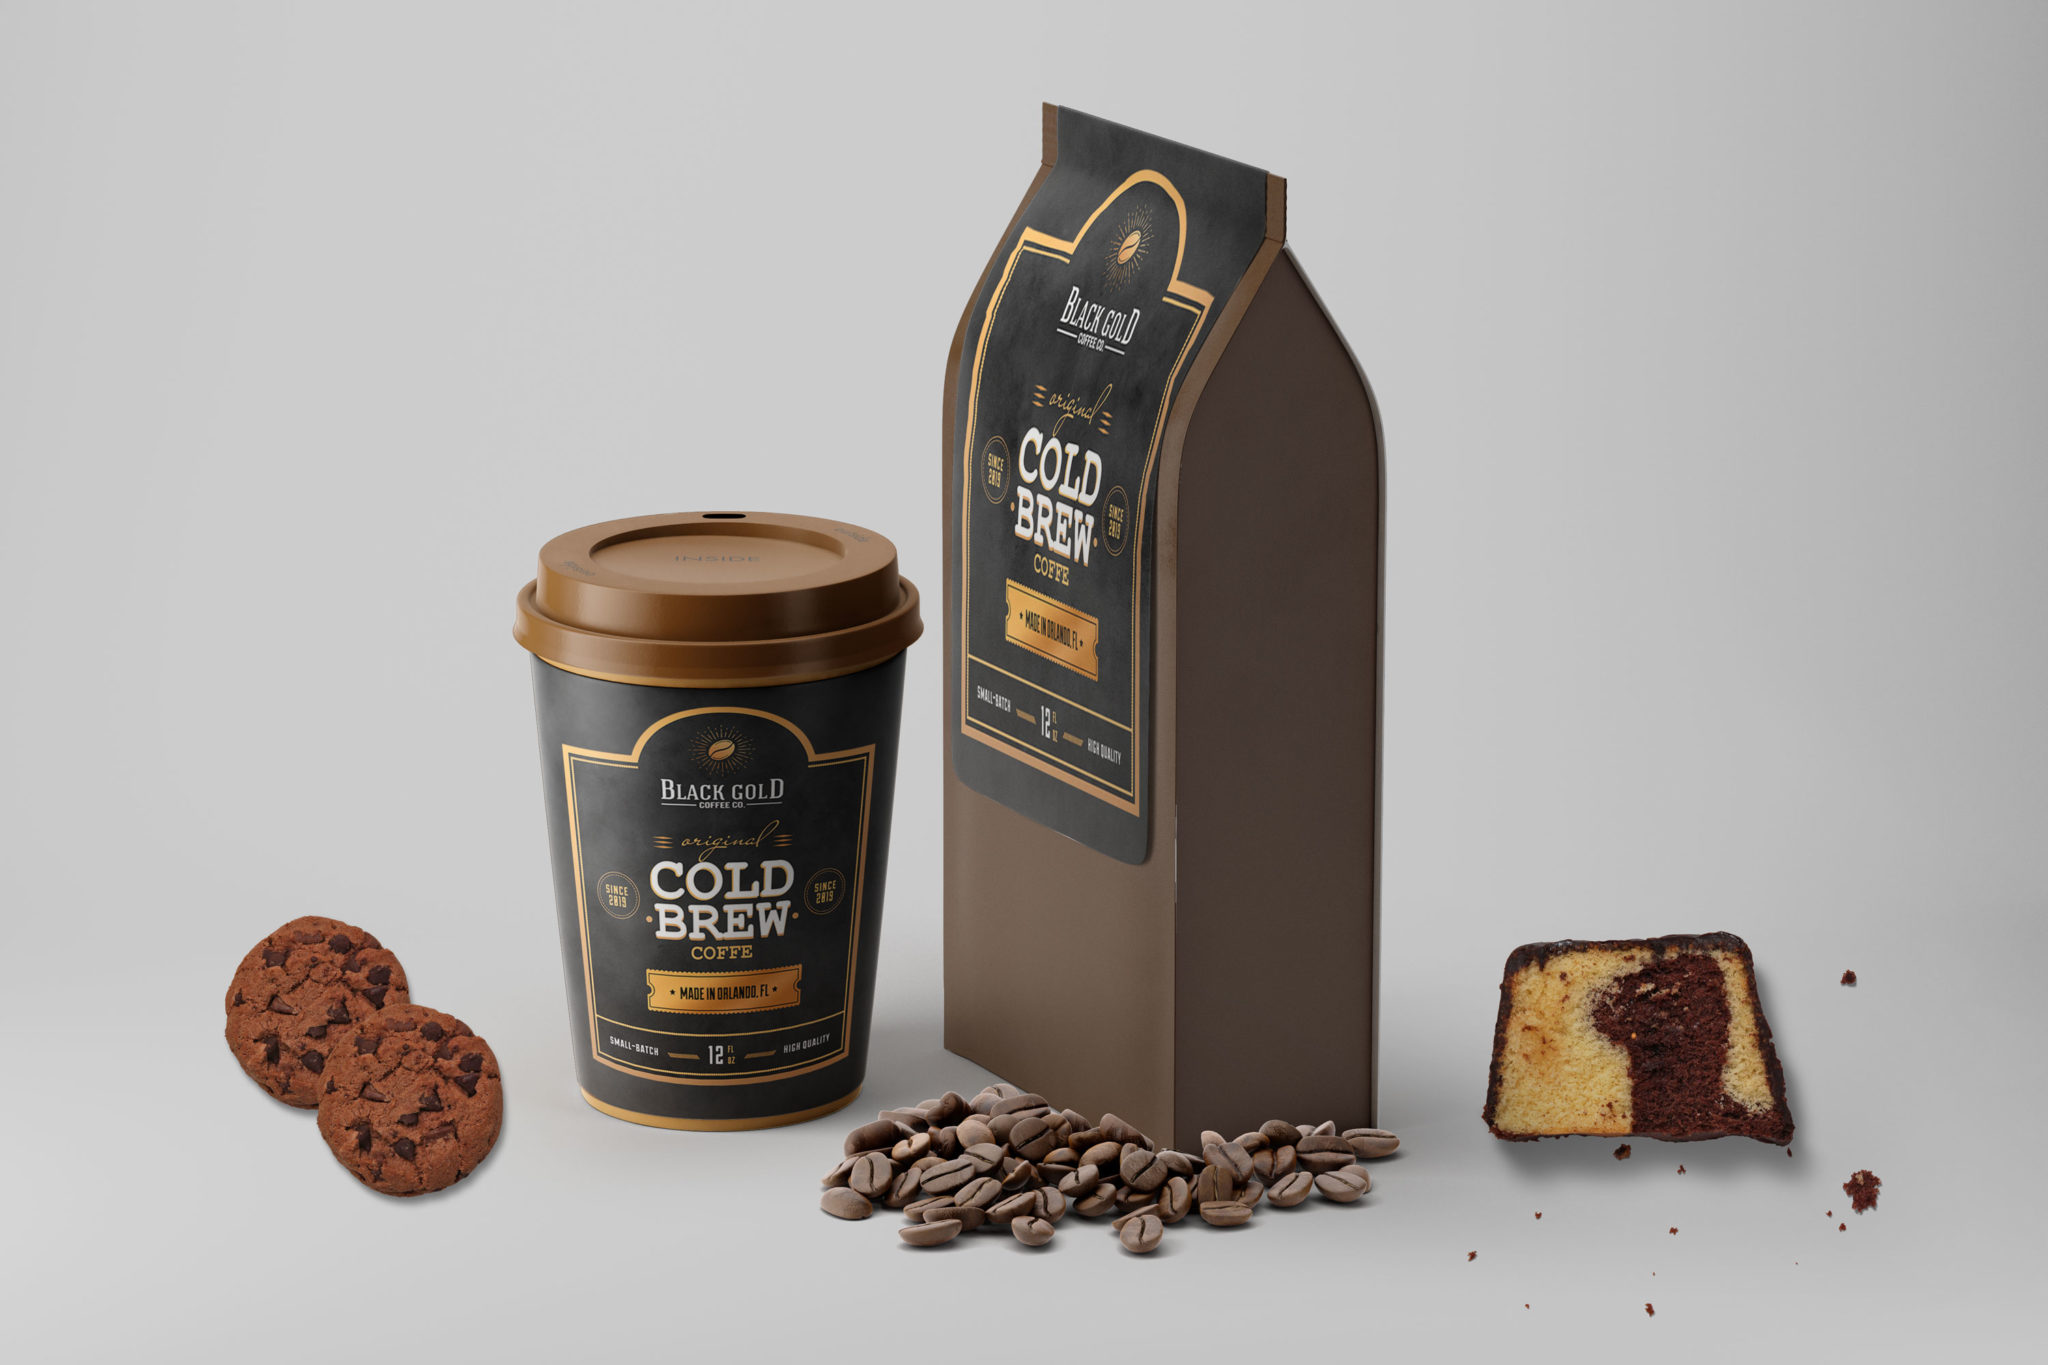 INSIDE
BLACK GOLD
COFFEE CO.
original
COLD
BREW
COFFE
SINCE
2019
SINCE
2019
MADE IN ORLANDO, FL
SMALL-BATCH
12 FL OZ
HIGH QUALITY
BLACK GOLD
COFFEE CO.
original
COLD
BREW
COFFE
SINCE
2019
SINCE
2019
MADE IN ORLANDO, FL
SMALL-BATCH
12 FL OZ
HIGH QUALITY